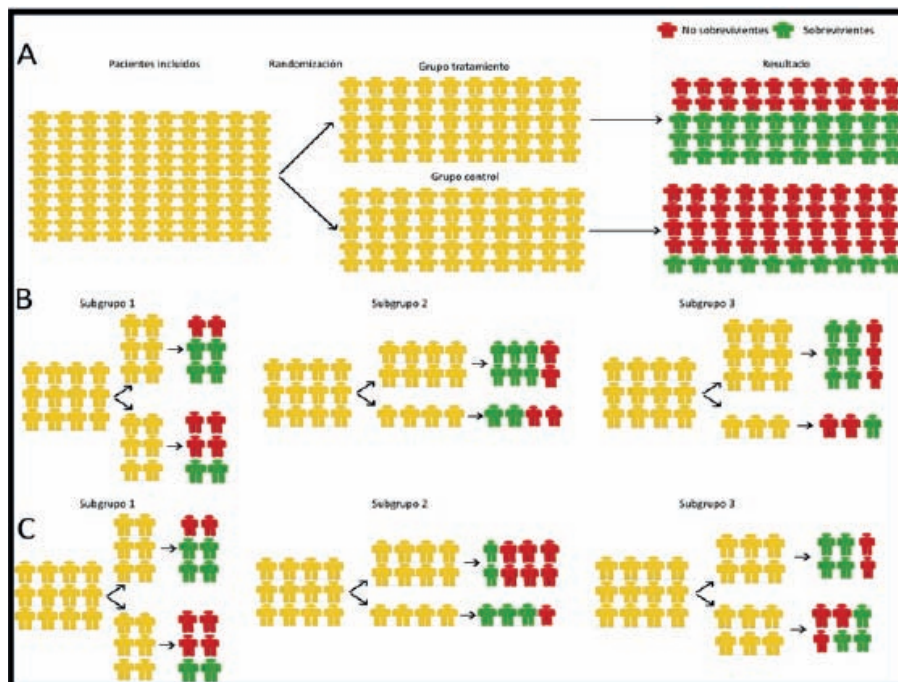 No sobrevivientes Sobrevivientes
A
Pacientes incluidos Randomización Grupo tratamiento Resultado
Grupo control
B
Subgrupo 1 Subgrupo 2 Subgrupo 3
Subgrupo 1 Subgrupo 2 Subgrupo 3
C